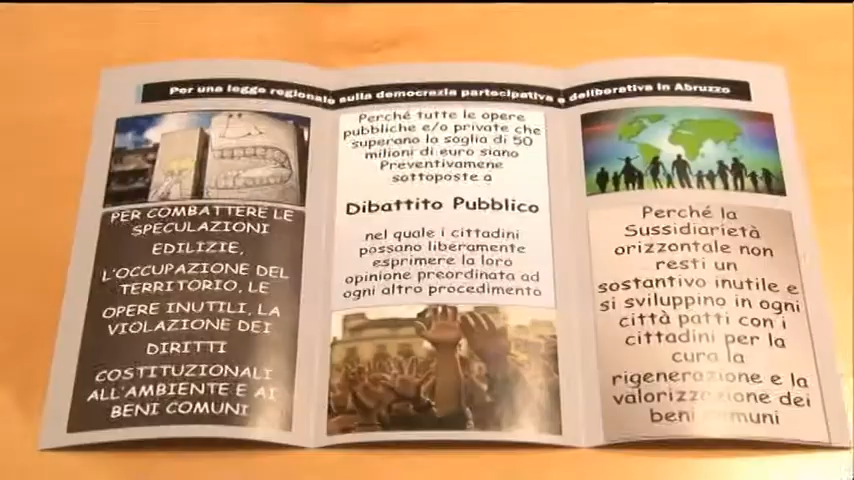 Per una legge regionale sulla democrazia partecipativa e deliberativa in Abruzzo
PER COMBATTERE LE
SPECULAZIONI
EDILIZIE,
L'OCCUPAZIONE DEL
TERRITORIO, LE
OPERE INUTILI, LA
VIOLAZIONE DEI
DIRITTI
COSTITUZIONALI
ALL'AMBIENTE E AI
BENI COMUNI
Perché tutte le opere
pubbliche e/o private che
superano la soglia di 50
milioni di euro siano
Preventivamene
sottoposte a
Dibattito Pubblico
nel quale i cittadini
possano liberamente
esprimere la loro
opinione preordinata ad
ogni altro procedimento
Perché la
Sussidiarietà
orizzontale non
resti un
sostantivo inutile e
si sviluppino in ogni
città patti con i
cittadini per la
cura la
rigenerazione e la
valorizzazione dei
beni comuni